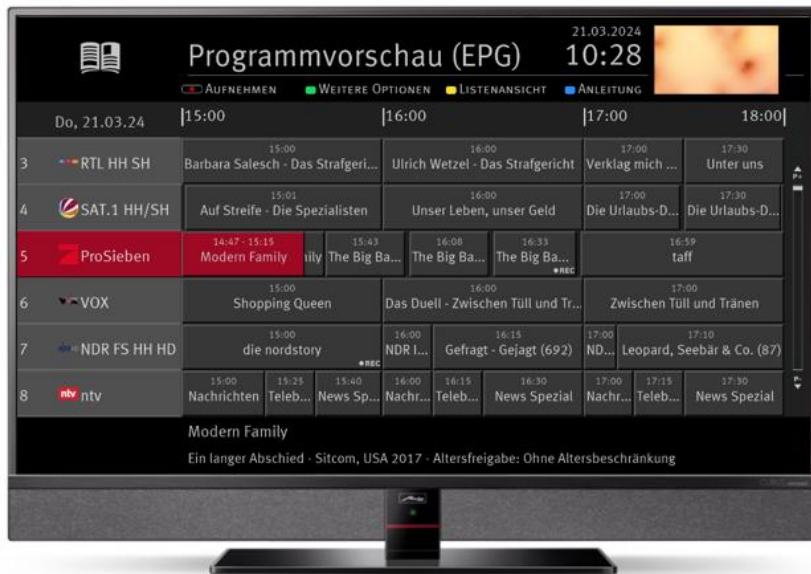 21.03.2024
Programmvorschau (EPG) 10:28
AUFNEHMEN WEITERE OPTIONEN LISTENANSICHT ANLEITUNG
Do, 21.03.24 15:00 16:00 17:00 18:00
15:00 16:00 17:00 17:30
3 RTL HH SH Barbara Salesch - Das Strafgeri... Ulrich Wetzel - Das Strafgericht Verklag mich ... Unter uns
P+
15:01 16:00 17:00 17:30
4 SAT.1 HH/SH Auf Streife - Die Spezialisten Unser Leben, unser Geld Die Urlaubs-D... Die Urlaubs-D...
14:47 - 15:15 15:43 16:08 16:33 16:59
5 ProSieben Modern Family ily The Big Ba... The Big Ba... The Big Ba... taff
REC
15:00 16:00 17:00
6 VOX Shopping Queen Das Duell - Zwischen Tüll und Tr... Zwischen Tüll und Tränen
15:00 16:00 16:15 17:00 17:10
7 NDR FS HH HD die nordstory NDR I... Gefragt - Gejagt (692) ND... Leopard, Seebär & Co. (87)
REC
15:00 15:25 15:40 16:00 16:15 16:30 17:00 17:15 17:30
P-
8 ntv ntv Nachrichten Teleb... News Sp... Nachr... Teleb... News Spezial Nachr... Teleb... News Spezial
Modern Family
Ein langer Abschied · Sitcom, USA 2017 · Altersfreigabe: Ohne Altersbeschränkung
Metz